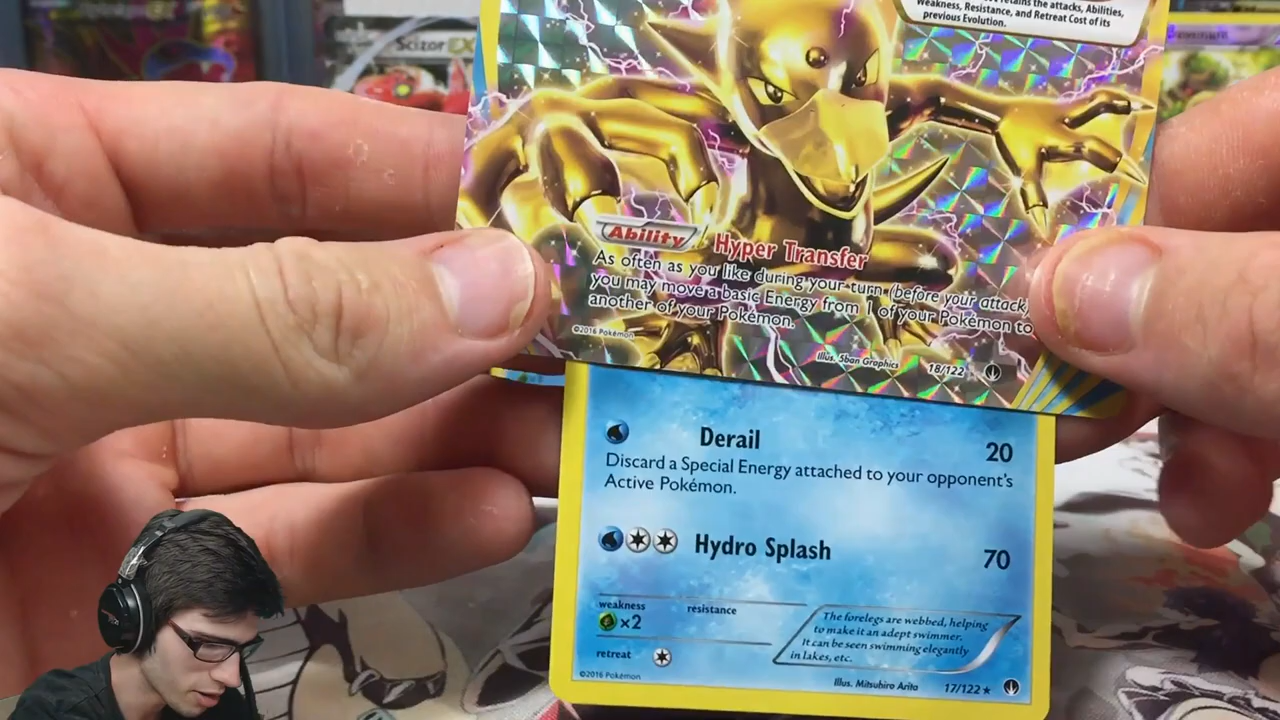 Scizor EX
retains the attacks, Abilities,
Weakness, Resistance, and Retreat Cost of its
previous Evolution.
Ability Hyper Transfer
As often as you like during your turn (before your attack)
you may move a basic Energy from 1 of your Pokémon to
another of your Pokémon.
©2016 Pokémon
Illus. 5ban Graphics
18/122
Derail 20
Discard a Special Energy attached to your opponent's
Active Pokémon.
Hydro Splash 70
weakness resistance
×2
retreat
The forelegs are webbed, helping
to make it an adept swimmer.
It can be seen swimming elegantly
in lakes, etc.
©2016 Pokémon
Illus. Mitsuhiro Arita
17/122 ★